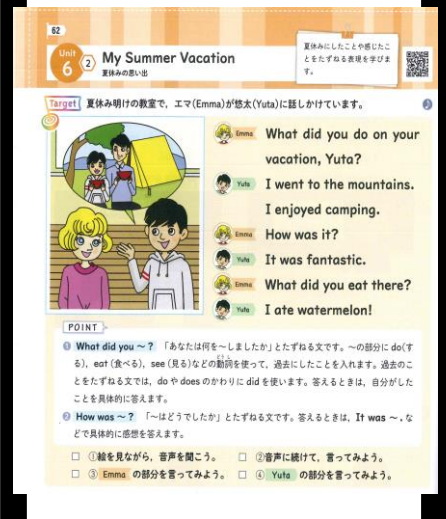 62
Unit
6
2
My Summer Vacation
夏休みの思い出
夏休みにしたことや感じたこ
とをたずねる表現を学びま
す。
Target 夏休み明けの教室で，エマ(Emma)が悠太(Yuta)に話しかけています。
Emma What did you do on your
vacation, Yuta?
Yuta I went to the mountains.
I enjoyed camping.
Emma How was it?
Yuta It was fantastic.
Emma What did you eat there?
Yuta I ate watermelon!
POINT
❶ What did you ～？ 「あなたは何を～しましたか」とたずねる文です。～の部分に do(す
る)，eat (食べる)，see (見る)などの動詞を使って，過去にしたことを入れます。過去のこ
とをたずねる文では，do や does のかわりに did を使います。答えるときは，自分がした
ことを具体的に答えます。
❷ How was ～？ 「～はどうでしたか」とたずねる文です。答えるときは，It was ～．な
どで具体的に感想を答えます。
□ ①絵を見ながら，音声を聞こう。 □ ②音声に続けて，言ってみよう。
□ ③ Emma の部分を言ってみよう。 □ ④ Yuta の部分を言ってみよう。